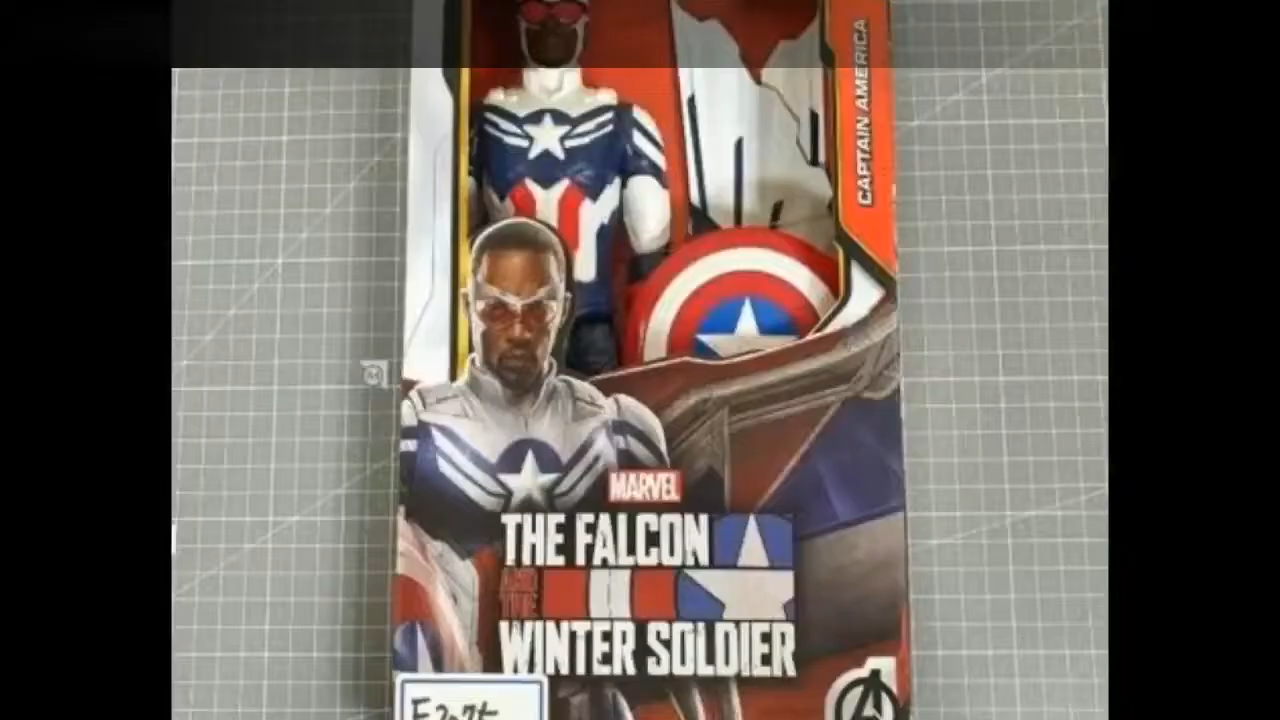 CAPTAIN AMERICA
MARVEL
THE FALCON
AND
THE
WINTER SOLDIER